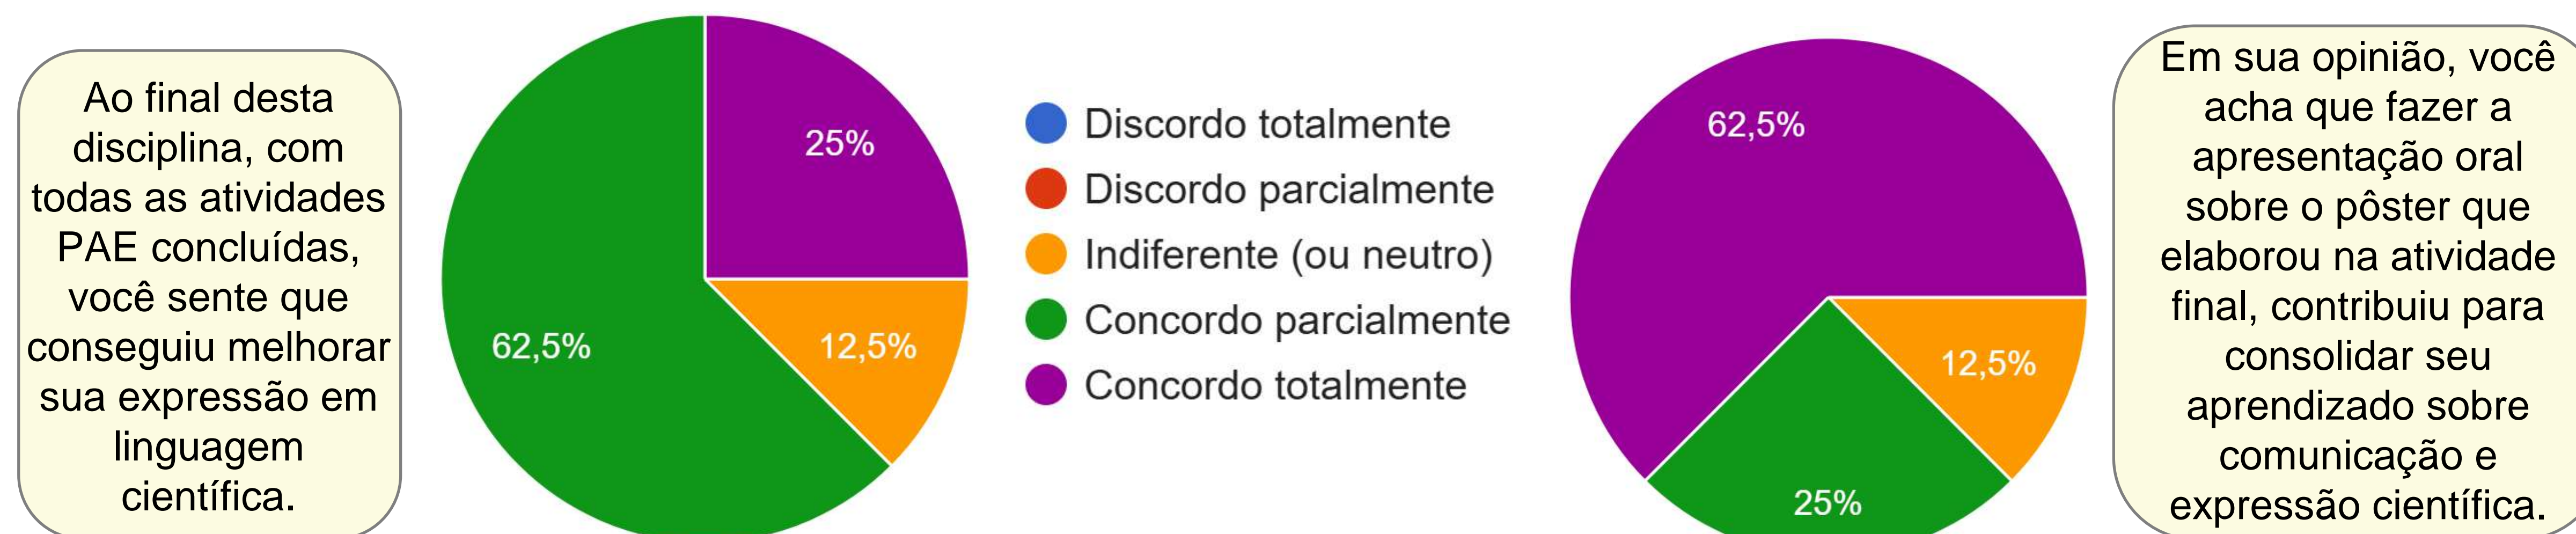 Ao final desta
disciplina, com
todas as atividades
PAE concluídas,
você sente que
conseguiu melhorar
sua expressão em
linguagem
científica.
25%
62,5%
12,5%
Discordo totalmente
Discordo parcialmente
Indiferente (ou neutro)
Concordo parcialmente
Concordo totalmente
62,5%
12,5%
25%
Em sua opinião, você
acha que fazer a
apresentação oral
sobre o pôster que
elaborou na atividade
final, contribuiu para
consolidar seu
aprendizado sobre
comunicação e
expressão científica.